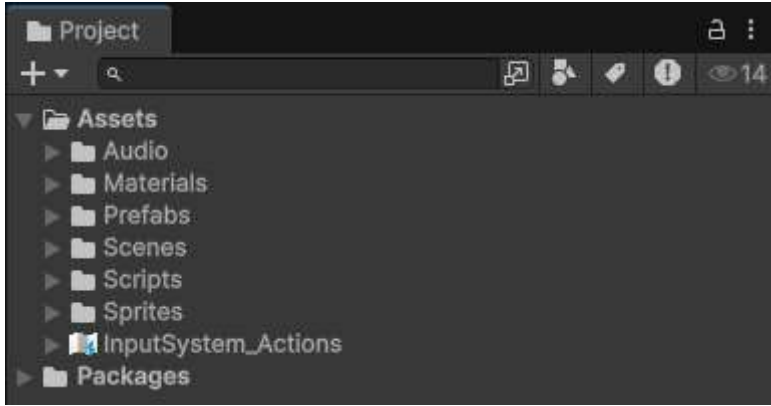 Project
14
Assets
Audio
Materials
Prefabs
Scenes
Scripts
Sprites
InputSystem_Actions
Packages